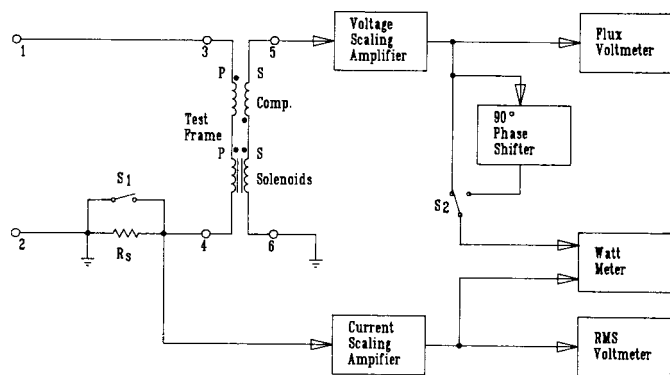 1
3
5
P
S
Comp.
Test
Frame
P
S
Solenoids
S1
2
Rs
4
6
Voltage
Scaling
Amplifier
Flux
Voltmeter
90°
Phase
Shifter
S2
Watt
Meter
Current
Scaling
Ampifier
RMS
Voltmeter